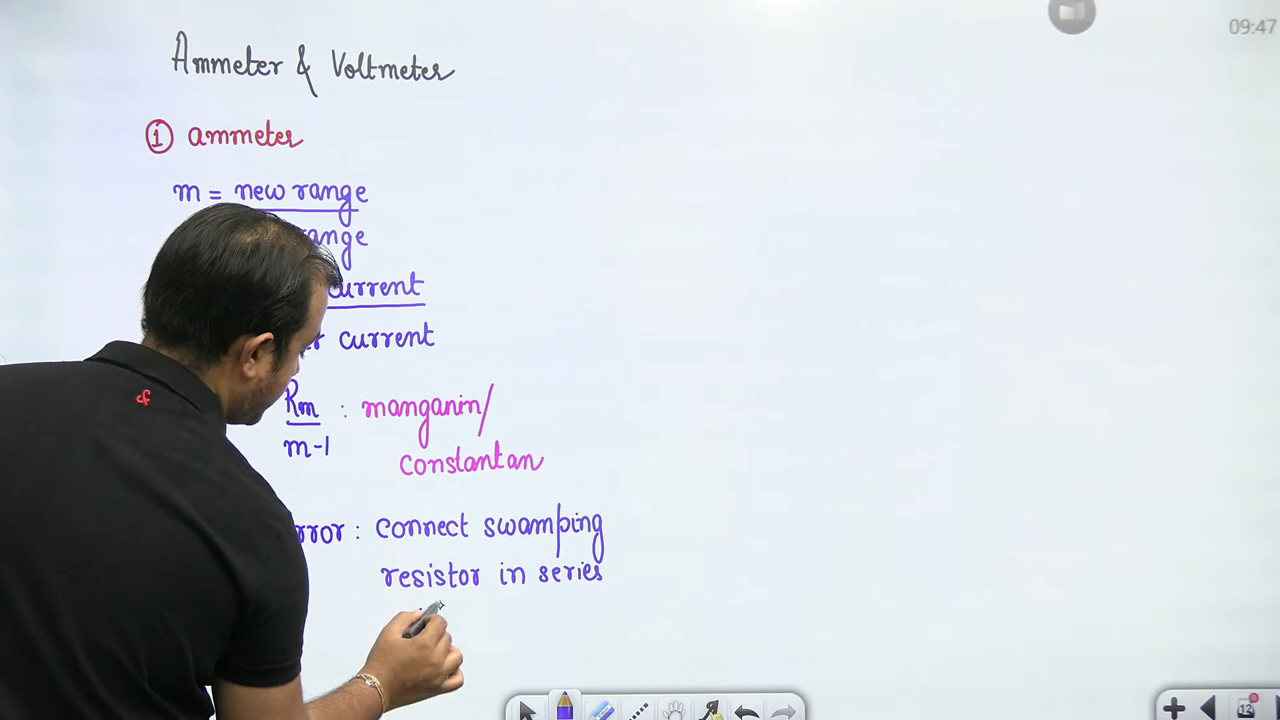 09:47
Ammeter & Voltmeter
① ammeter
m = new range
range
current
current
Rm : manganin/
m-1
constantan
: connect swamping
resistor in series
12